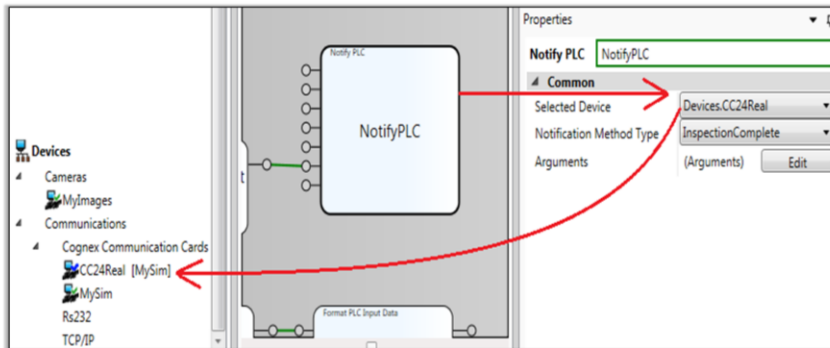 Devices
Cameras
MyImages
Communications
Cognex Communication Cards
CC24Real [MySim]
MySim
Rs232
TCP/IP
Notify PLC
NotifyPLC
t
Format PLC Input Data
Properties
Notify PLC NotifyPLC
Common
Selected Device Devices.CC24Real
Notification Method Type InspectionComplete
Arguments (Arguments) Edit